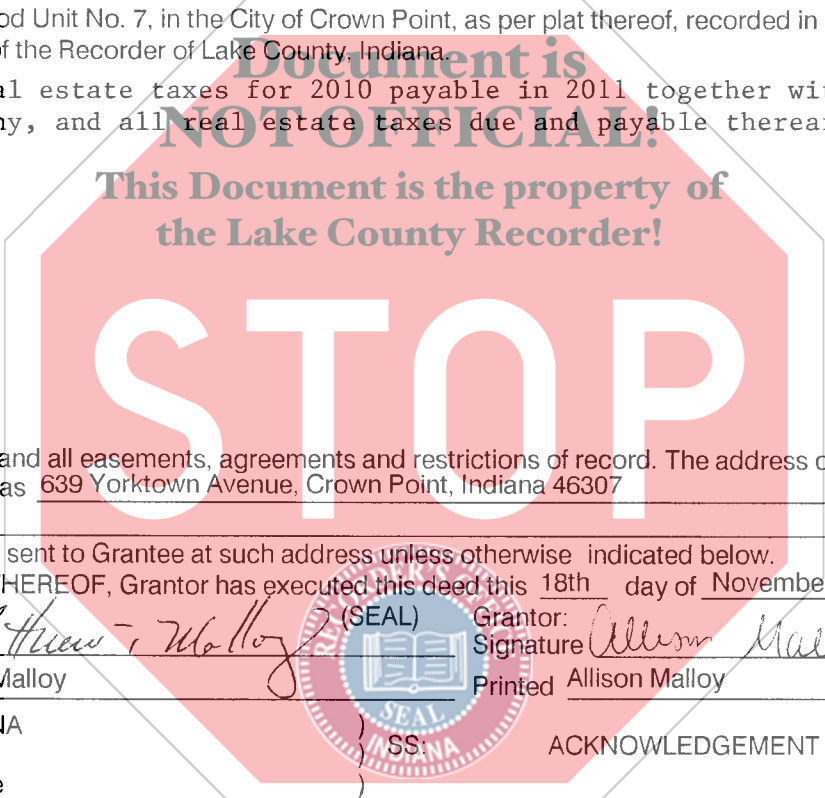 od Unit No. 7, in the City of Crown Point, as per plat thereof, recorded in
of the Recorder of Lake County, Indiana.
Document is
al estate taxes for 2010 payable in 2011 together wi
ny, and all real estate taxes due and payable therea
NOT OFFICIAL!
This Document is the property of
the Lake County Recorder!
STOP
and all easements, agreements and restrictions of record. The address o
as 639 Yorktown Avenue, Crown Point, Indiana 46307
sent to Grantee at such address unless otherwise indicated below.
HEREOF, Grantor has executed this deed this 18th day of Novembe
(SEAL) Grantor:
Signature Allison Mal
Malloy Printed Allison Malloy
NA
SS: ACKNOWLEDGEMENT
e
SEAL
INDIANA